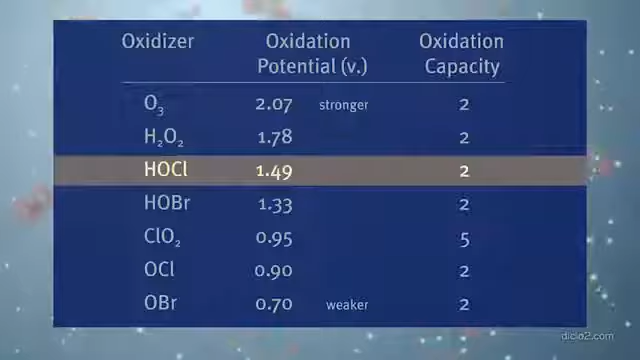 Oxidizer Oxidation Potential (v.) Oxidation Capacity
O₃ 2.07 stronger 2
H₂O₂ 1.78 2
HOCl 1.49 2
HOBr 1.33 2
ClO₂ 0.95 5
OCl 0.90 2
OBr 0.70 weaker 2
diclo2.com